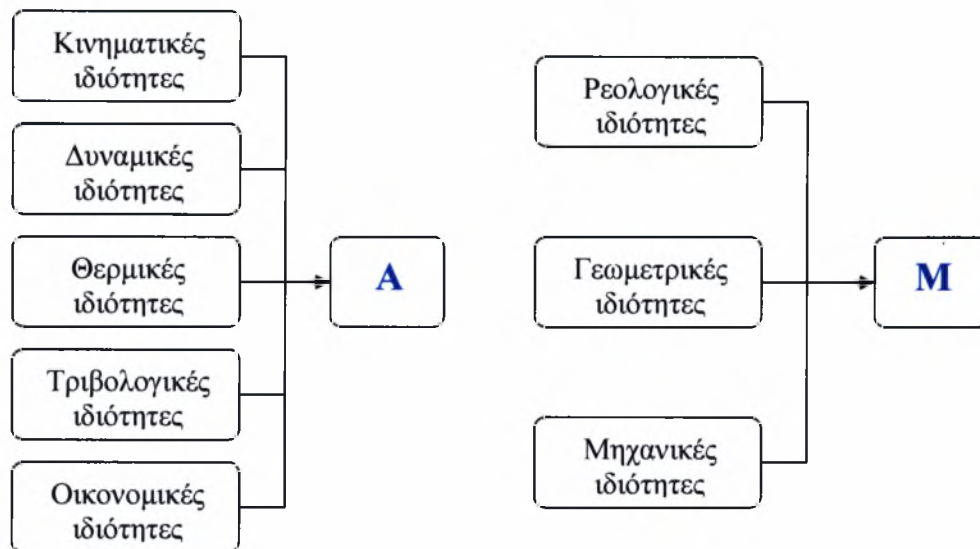 Κινηματικές
ιδιότητες
Δυναμικές
ιδιότητες
Θερμικές
ιδιότητες
Τριβολογικές
ιδιότητες
Οικονομικές
ιδιότητες
Α
Ρεολογικές
ιδιότητες
Γεωμετρικές
ιδιότητες
Μηχανικές
ιδιότητες
Μ